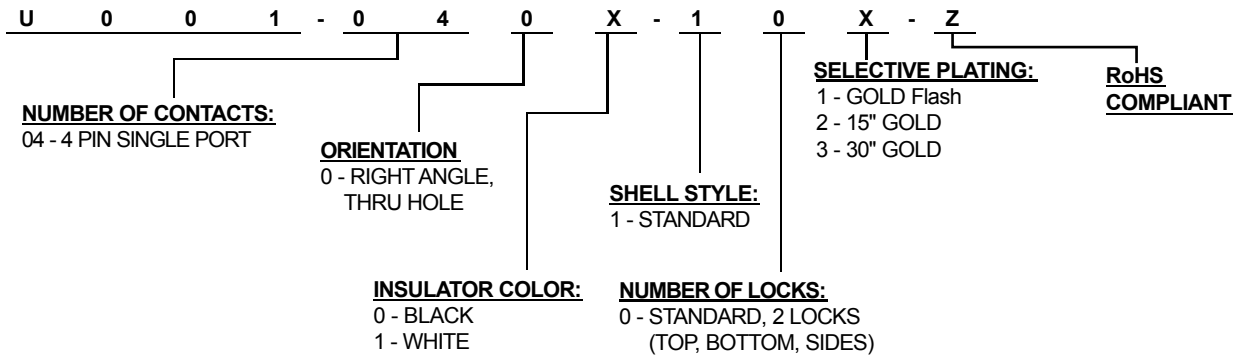 U 0 0 1 - 0 4 0 X - 1 0 X - Z
NUMBER OF CONTACTS:
04 - 4 PIN SINGLE PORT
ORIENTATION
0 - RIGHT ANGLE,
THRU HOLE
INSULATOR COLOR:
0 - BLACK
1 - WHITE
SHELL STYLE:
1 - STANDARD
NUMBER OF LOCKS:
0 - STANDARD, 2 LOCKS
(TOP, BOTTOM, SIDES)
SELECTIVE PLATING:
1 - GOLD Flash
2 - 15" GOLD
3 - 30" GOLD
RoHS
COMPLIANT